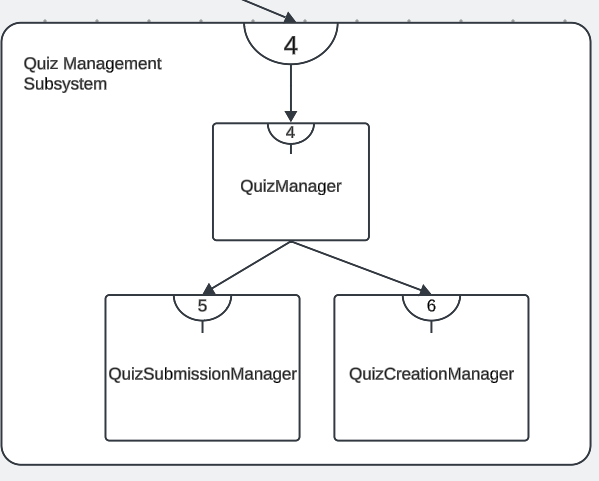 4
Quiz Management
Subsystem
4
QuizManager
5
6
QuizSubmissionManager
QuizCreationManager